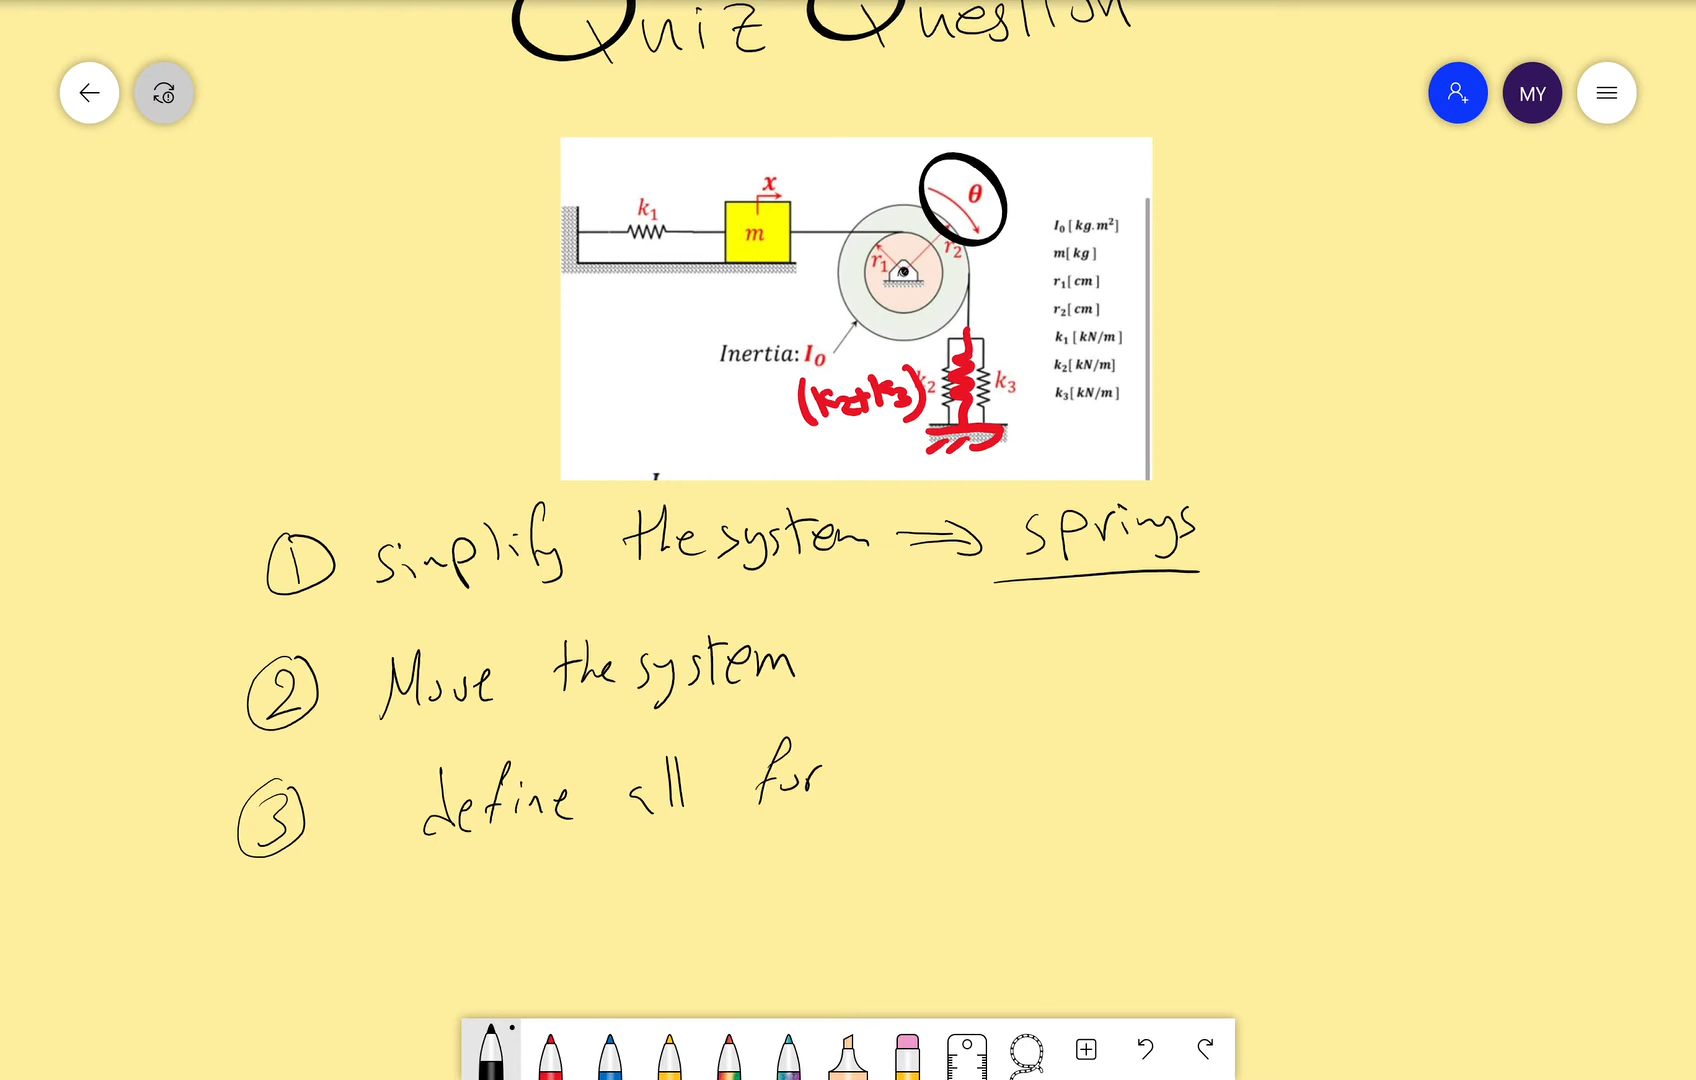 Quiz Question
MY
x
θ
k₁
m
r₁
r₂
I₀[kg.m²]
m[kg]
r₁[cm]
r₂[cm]
k₁[kN/m]
k₂[kN/m]
k₃[kN/m]
Inertia: I₀
(k2+k3)
k₃
① simplify the system ⇒ springs
② Move the system
③ define all for